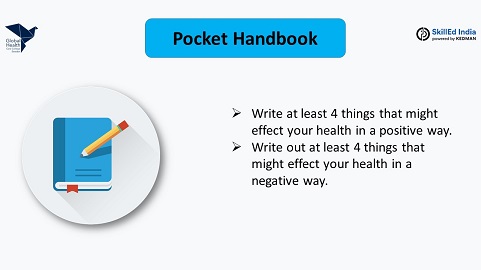 Global
Health
Pocket Handbook
SkillEd India
powered by KEDMAN
➢ Write at least 4 things that might
effect your health in a positive way.
➢ Write out at least 4 things that
might effect your health in a
negative way.